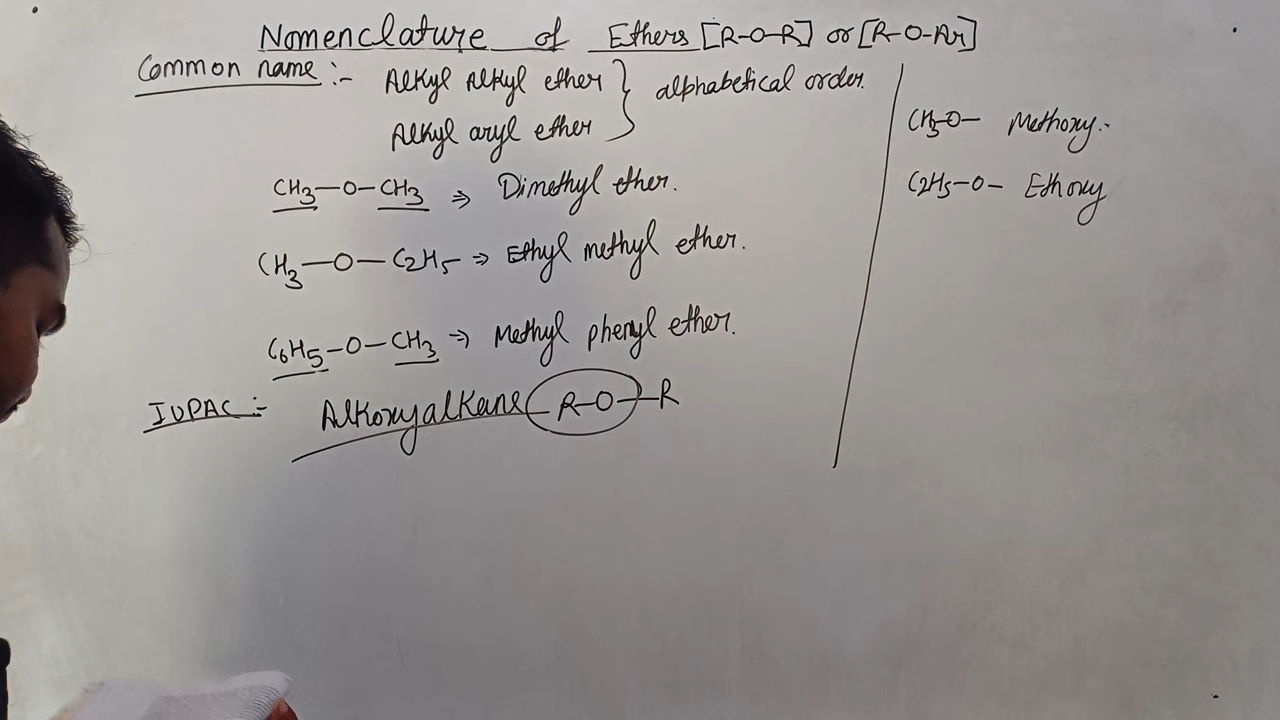 Nomenclature of Ethers [R-O-R] or [R-O-Ar]
Common name :-
Alkyl Alkyl ether
Alkyl aryl ether
} alphabetical order.
CH3-O-CH3 ⇒ Dimethyl ether.
CH3-O-C2H5 ⇒ Ethyl methyl ether.
C6H5-O-CH3 ⇒ Methyl phenyl ether.
IUPAC :- Alkoxyalkane R-O-R
CH3-O- Methoxy.-
C2H5-O- Ethoxy